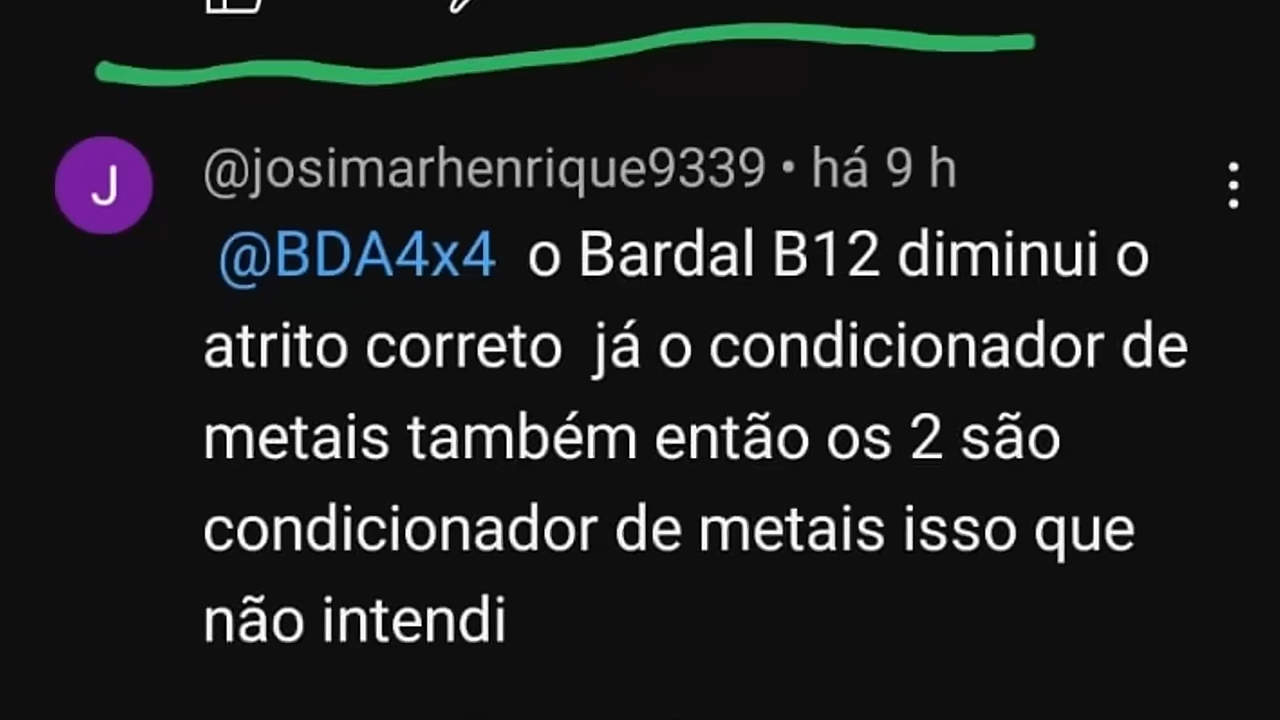 @josimarhenrique9339 • há 9 h
@BDA4x4 o Bardal B12 diminui o
atrito correto já o condicionador de
metais também então os 2 são
condicionador de metais isso que
não intendi
J